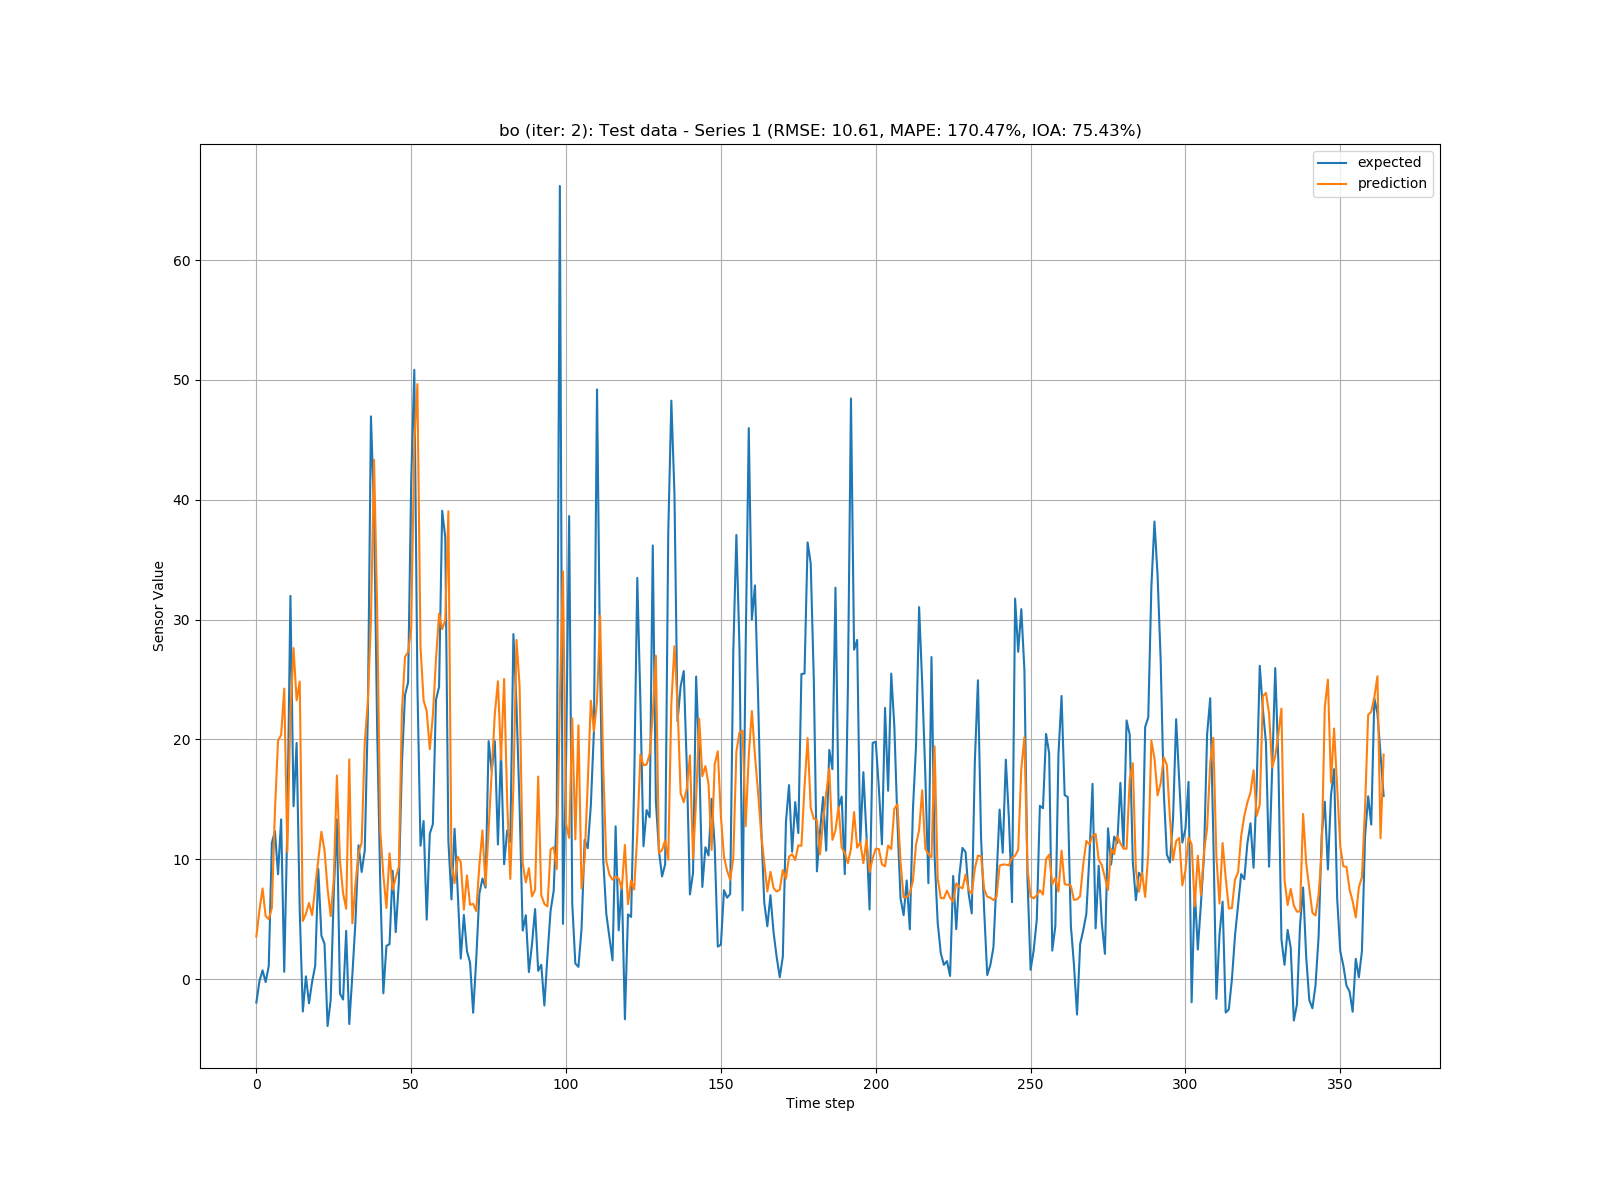 bo (iter: 2): Test data - Series 1 (RMSE: 10.61, MAPE: 170.47%, IOA: 75.43%)
expected
prediction
60
50
40
30
20
10
0
Sensor Value
0 50 100 150 200 250 300 350
Time step